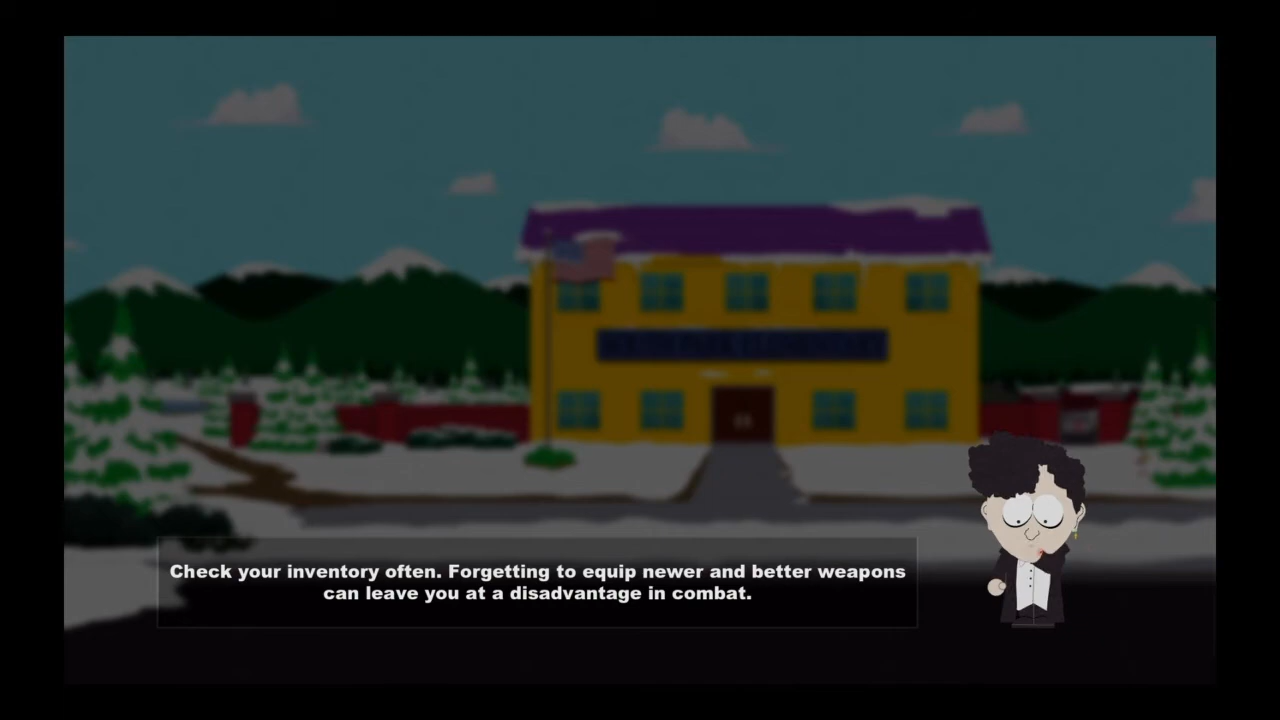 Check your inventory often. Forgetting to equip newer and better weapons
can leave you at a disadvantage in combat.